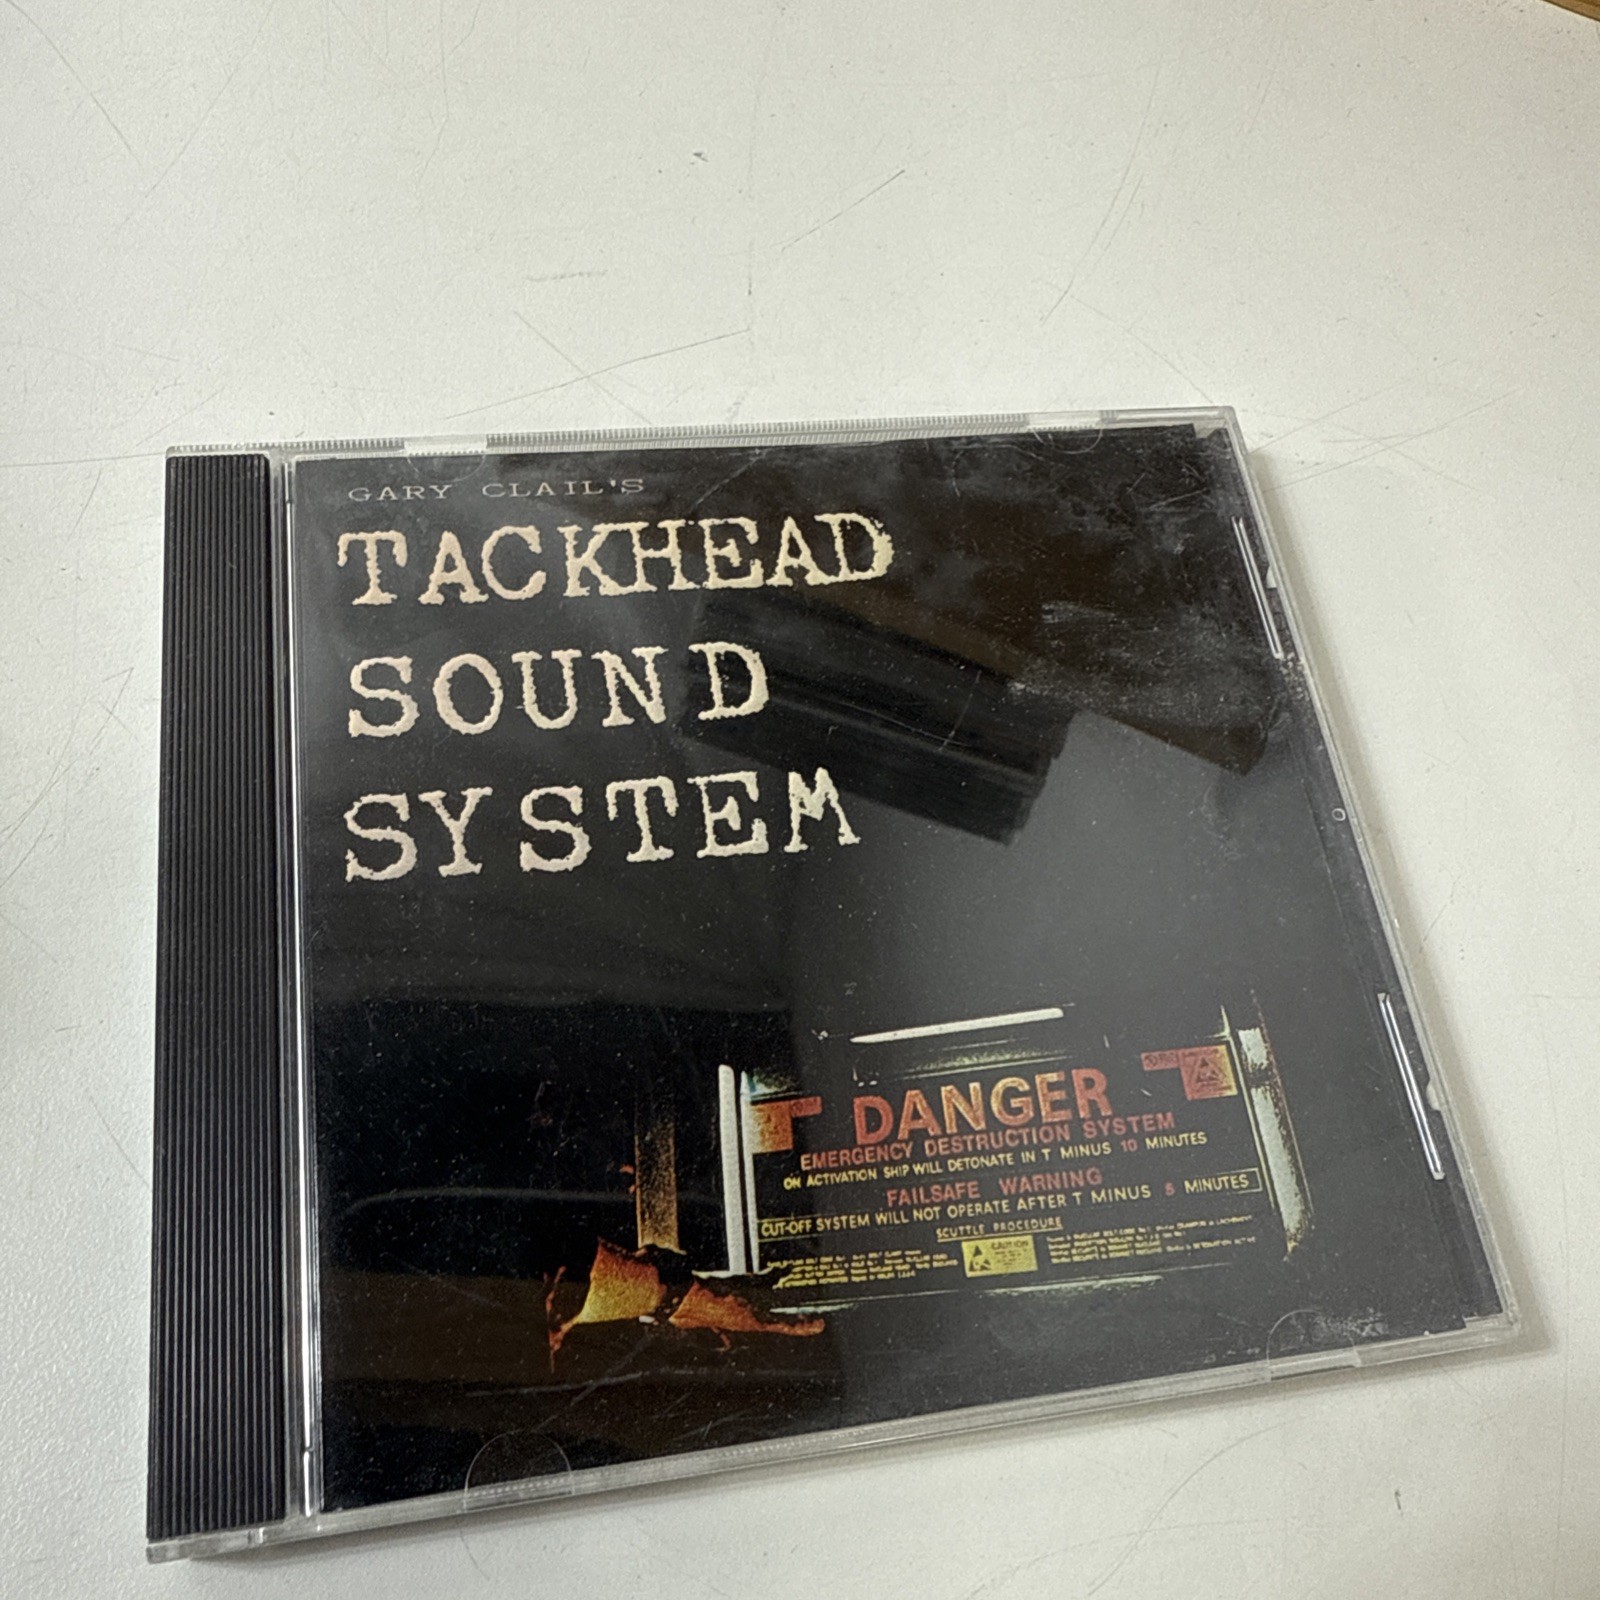 GARY CLAIL'S
TACKHEAD
SOUND
SYSTEM
DANGER
EMERGENCY DESTRUCTION SYSTEM
ON ACTIVATION SHIP WILL DETONATE IN T MINUS 10 MINUTES
FAILSAFE WARNING
CUT-OFF SYSTEM WILL NOT OPERATE AFTER T MINUS 5 MINUTES
SCUTTLE PROCEDURE
CAUTION